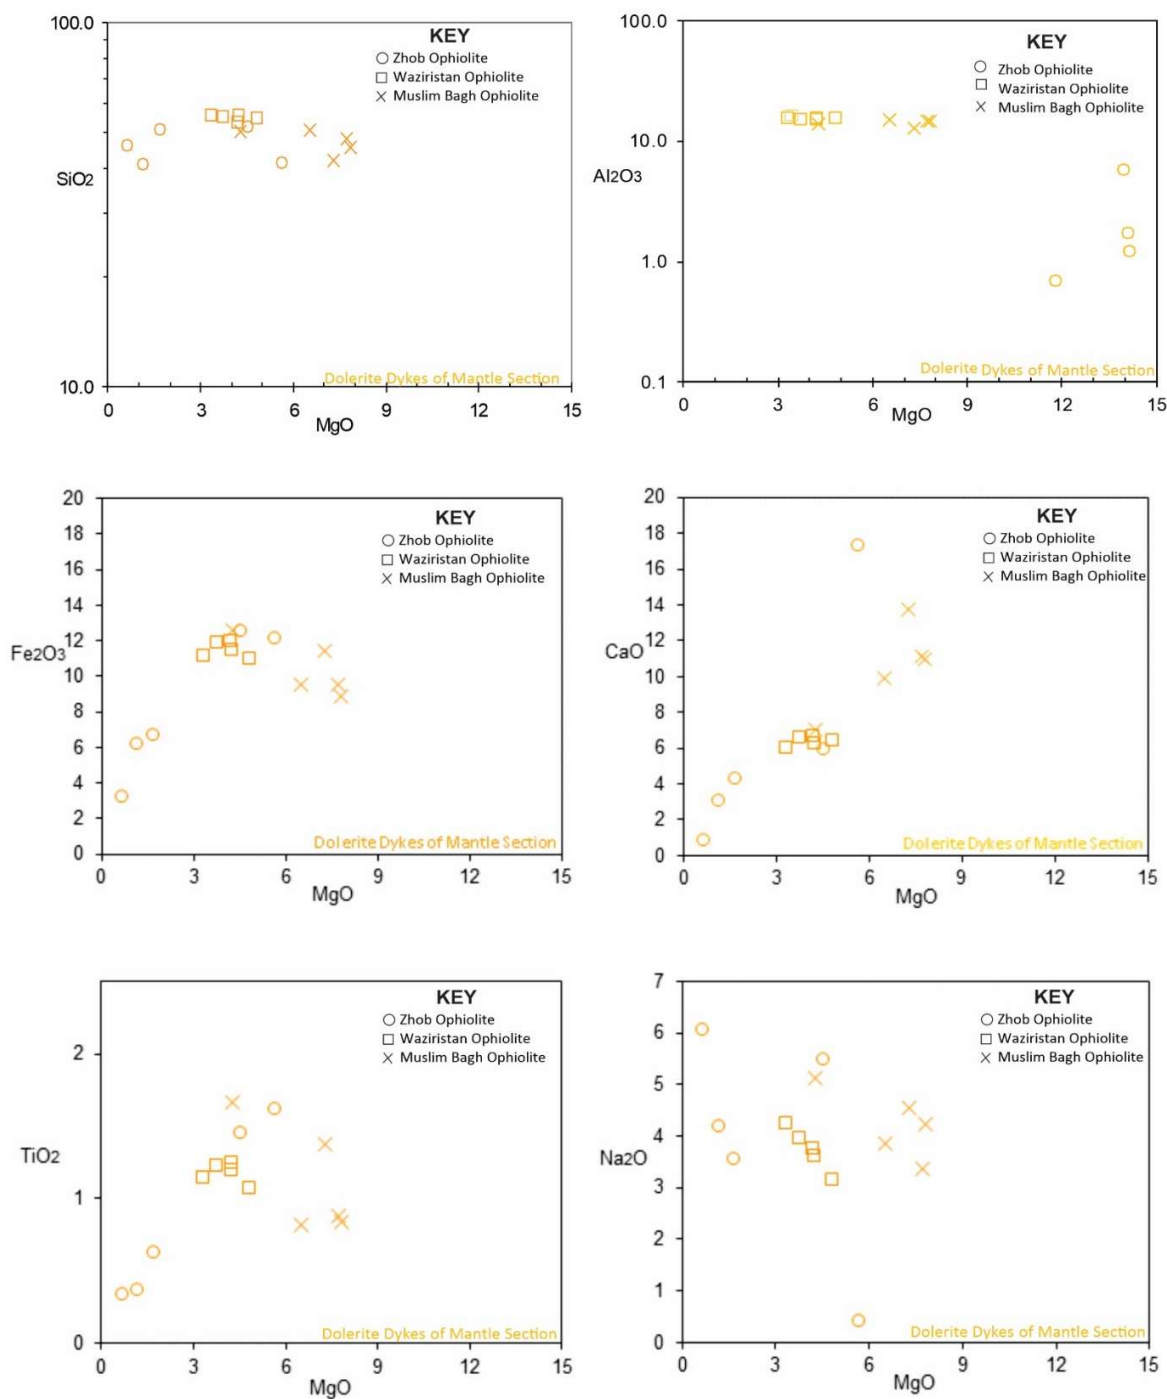 100.0
KEY
Zhob Ophiolite
Waziristan Ophiolite
Muslim Bagh Ophiolite
SiO2
10.0
Dolerite Dykes of Mantle Section
0 3 6 9 12 15
MgO
100.0
KEY
Zhob Ophiolite
Waziristan Ophiolite
Muslim Bagh Ophiolite
10.0
Al2O3
1.0
0.1
Dolerite Dykes of Mantle Section
0 3 6 9 12 15
MgO
20
18
16
14
12
10
8
6
4
2
0
KEY
Zhob Ophiolite
Waziristan Ophiolite
Muslim Bagh Ophiolite
Fe2O3
Dolerite Dykes of Mantle Section
0 3 6 9 12 15
MgO
20
18
16
14
12
10
8
6
4
2
0
KEY
Zhob Ophiolite
Waziristan Ophiolite
Muslim Bagh Ophiolite
CaO
Dolerite Dykes of Mantle Section
0 3 6 9 12 15
MgO
KEY
Zhob Ophiolite
Waziristan Ophiolite
Muslim Bagh Ophiolite
2
TiO2
1
0
Dolerite Dykes of Mantle Section
0 3 6 9 12 15
MgO
7
6
5
4
3
2
1
0
KEY
Zhob Ophiolite
Waziristan Ophiolite
Muslim Bagh Ophiolite
Na2O
Dolerite Dykes of Mantle Section
0 3 6 9 12 15
MgO